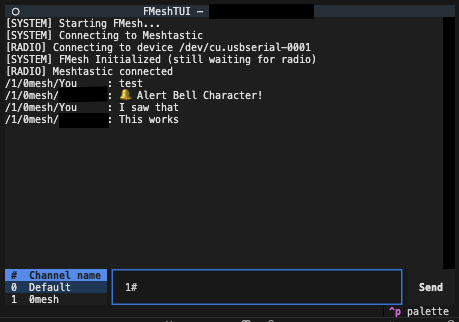 FMeshTUI —
[SYSTEM] Starting FMesh...
[SYSTEM] Connecting to Meshtastic
[RADIO] Connecting to device /dev/cu.usbserial-0001
[SYSTEM] FMesh Initialized (still waiting for radio)
[RADIO] Meshtastic connected
/1/0mesh/You : test
/1/0mesh/ : 🔔 Alert Bell Character!
/1/0mesh/You : I saw that
/1/0mesh/ : This works
# Channel name
0 Default
1 0mesh
1#
Send
^p palette